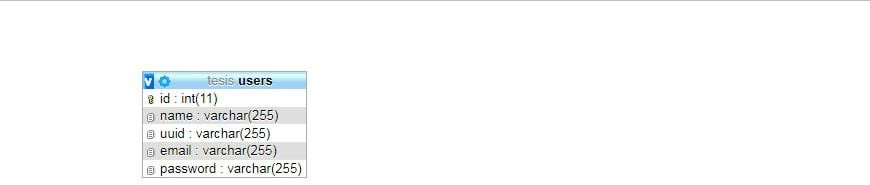 v tesis users
id : int(11)
name : varchar(255)
uuid : varchar(255)
email : varchar(255)
password : varchar(255)